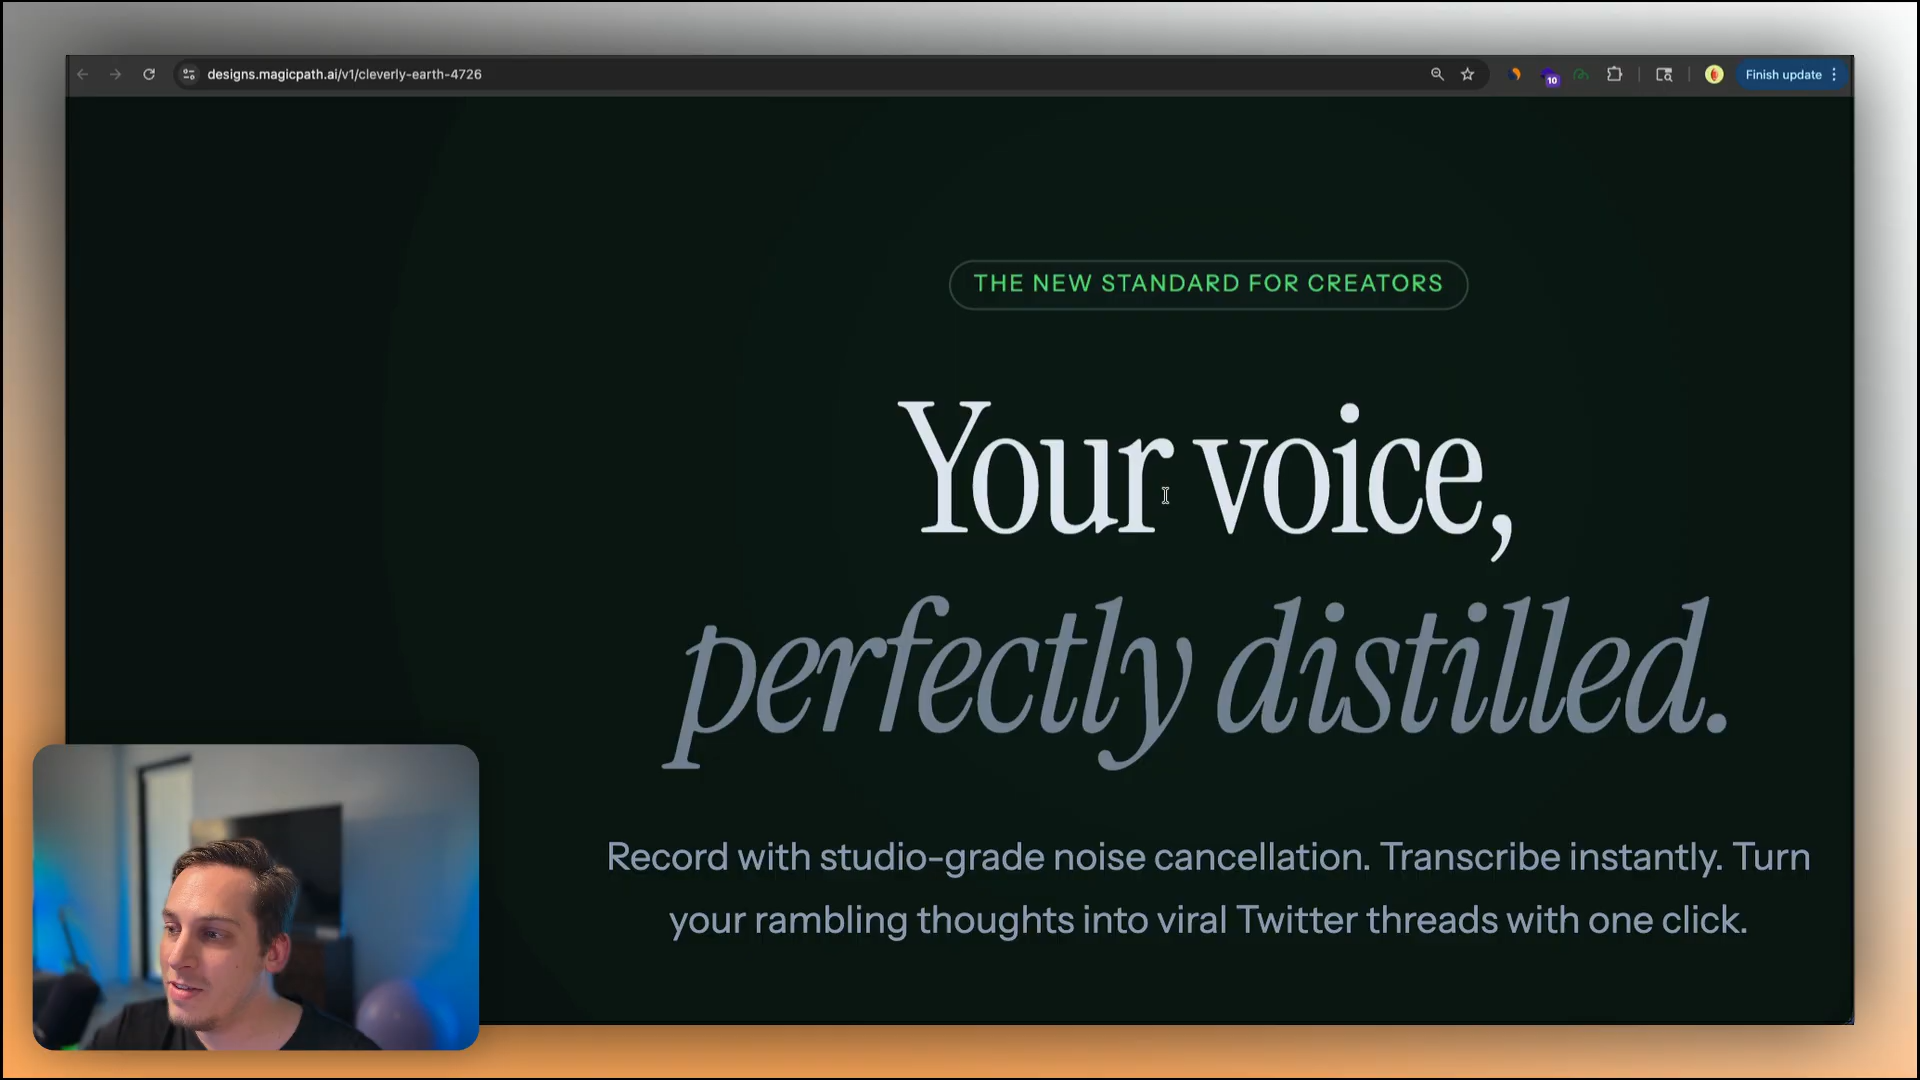 designs.magicpath.ai/v1/cleverly-earth-4726
10
Finish update
THE NEW STANDARD FOR CREATORS
Your voice,
perfectly distilled.
Record with studio-grade noise cancellation. Transcribe instantly. Turn
your rambling thoughts into viral Twitter threads with one click.